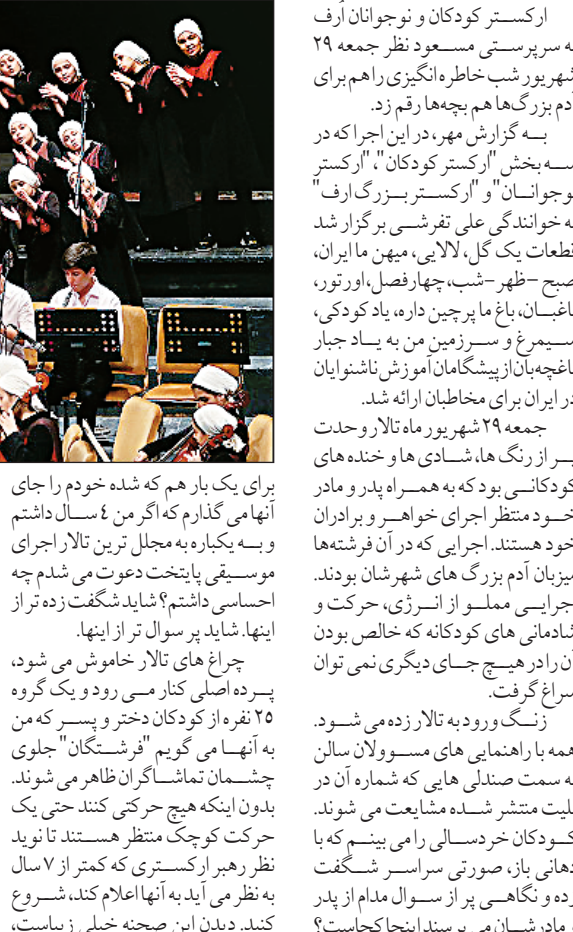 ارکستر کودکان و نوجوانان اُرف
به سرپرستی مسعود نظر جمعه ۲۹
شهریور شب خاطره‌انگیزی را هم برای
آدم بزرگ‌ها هم بچه‌ها رقم زد.
به گزارش مهر، در این اجرا که در
سه بخش "ارکستر کودکان"، "ارکستر
نوجوانان" و "ارکستر بزرگ ارف"
به خوانندگی علی تفرشی برگزار شد
قطعات یک گل، لالایی، میهن ما ایران،
صبح -ظهر-شب، چهارفصل، اورتور،
باغبان، باغ ما پرچین داره، یاد کودکی،
سیمرغ و سرزمین من به یاد جبار
باغچه‌بان از پیشگامان آموزش ناشنوایان
در ایران برای مخاطبان ارائه شد.
جمعه ۲۹ شهریور ماه تالار وحدت
پر از رنگ ها، شادی ها و خنده های
کودکانی بود که به همراه پدر و مادر
خود منتظر اجرای خواهر و برادران
خود هستند. اجرایی که در آن فرشته‌ها
میزبان آدم بزرگ های شهرشان بودند.
اجرایی مملو از انرژی، حرکت و
شادمانی های کودکانه که خالص بودن
آن را در هیچ جای دیگری نمی توان
سراغ گرفت.
زنگ ورود به تالار زده می شود.
همه با راهنمایی های مسوولان سالن
به سمت صندلی هایی که شماره آن در
بلیت منتشر شده مشایعت می شوند.
کودکان خردسالی را می بینم که با
دهانی باز، صورتی سراسر شگفت
زده و نگاهی پر از سوال مدام از پدر
و مادرشان می پرسند اینجا کجاست؟
برای یک بار هم که شده خودم را جای
آنها می گذارم که اگر من ۴ سال داشتم
و به یکباره به مجلل ترین تالار اجرای
موسیقی پایتخت دعوت می شدم چه
احساسی داشتم؟ شاید شگفت زده تر از
اینها. شاید پر سوال تر از اینها.
چراغ های تالار خاموش می شود،
پرده اصلی کنار می رود و یک گروه
۲۵ نفره از کودکان دختر و پسر که من
به آنها می گویم "فرشتگان" جلوی
چشمان تماشاگران ظاهر می شوند.
بدون اینکه هیچ حرکتی کنند حتی یک
حرکت کوچک منتظر هستند تا نوید
نظر رهبر ارکستری که کمتر از ۷ سال
به نظر می آید به آنها اعلام کند، شروع
کنید. دیدن این صحنه خیلی زیباست،